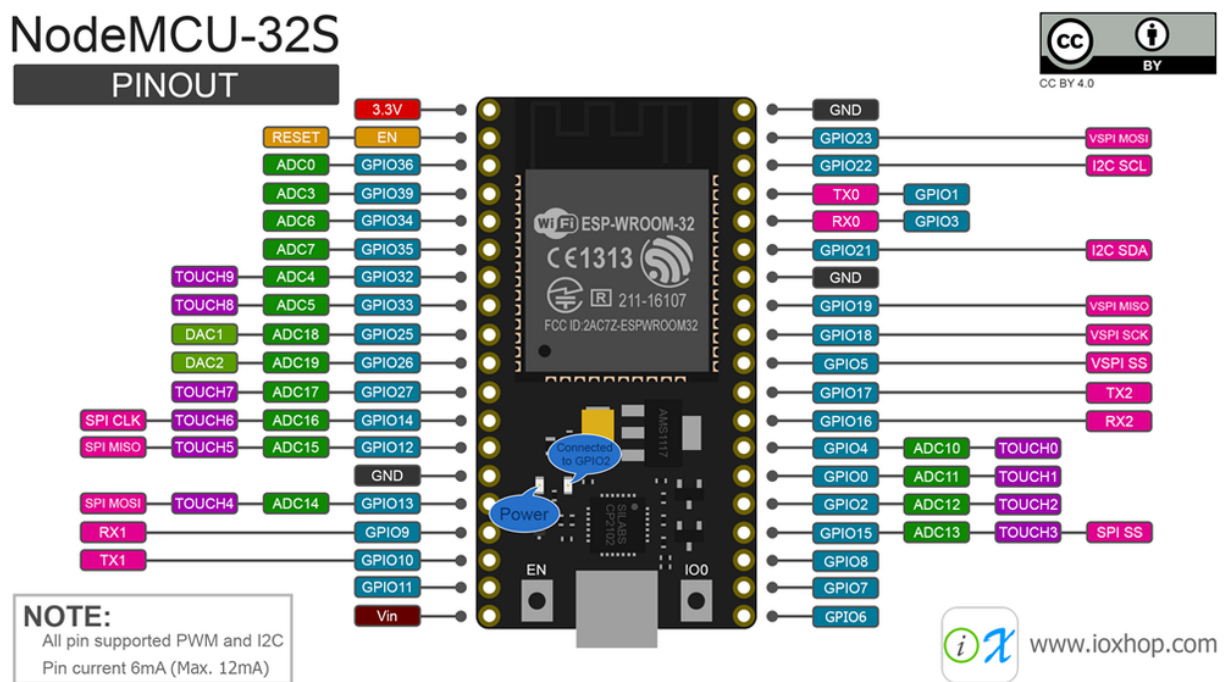 NodeMCU-32S
PINOUT
CC BY
CC BY 4.0
3.3V
RESET EN
ADC0 GPIO36
ADC3 GPIO39
ADC6 GPIO34
ADC7 GPIO35
TOUCH9 ADC4 GPIO32
TOUCH8 ADC5 GPIO33
DAC1 ADC18 GPIO25
DAC2 ADC19 GPIO26
TOUCH7 ADC17 GPIO27
SPI CLK TOUCH6 ADC16 GPIO14
SPI MISO TOUCH5 ADC15 GPIO12
GND
SPI MOSI TOUCH4 ADC14 GPIO13
RX1 GPIO9
TX1 GPIO10
GPIO11
Vin
WiFi ESP-WROOM-32
CE1313
R 211-16107
FCC ID:2AC7Z-ESPWROOM32
AMS1117
Connected
to GPIO2
Power
SILABS
CP2102
EN
IO0
GND
GPIO23 VSPI MOSI
GPIO22 I2C SCL
TX0 GPIO1
RX0 GPIO3
GPIO21 I2C SDA
GND
GPIO19 VSPI MISO
GPIO18 VSPI SCK
GPIO5 VSPI SS
GPIO17 TX2
GPIO16 RX2
GPIO4 ADC10 TOUCH0
GPIO0 ADC11 TOUCH1
GPIO2 ADC12 TOUCH2
GPIO15 ADC13 TOUCH3 SPI SS
GPIO8
GPIO7
GPIO6
NOTE:
All pin supported PWM and I2C
Pin current 6mA (Max. 12mA)
iX www.ioxhop.com